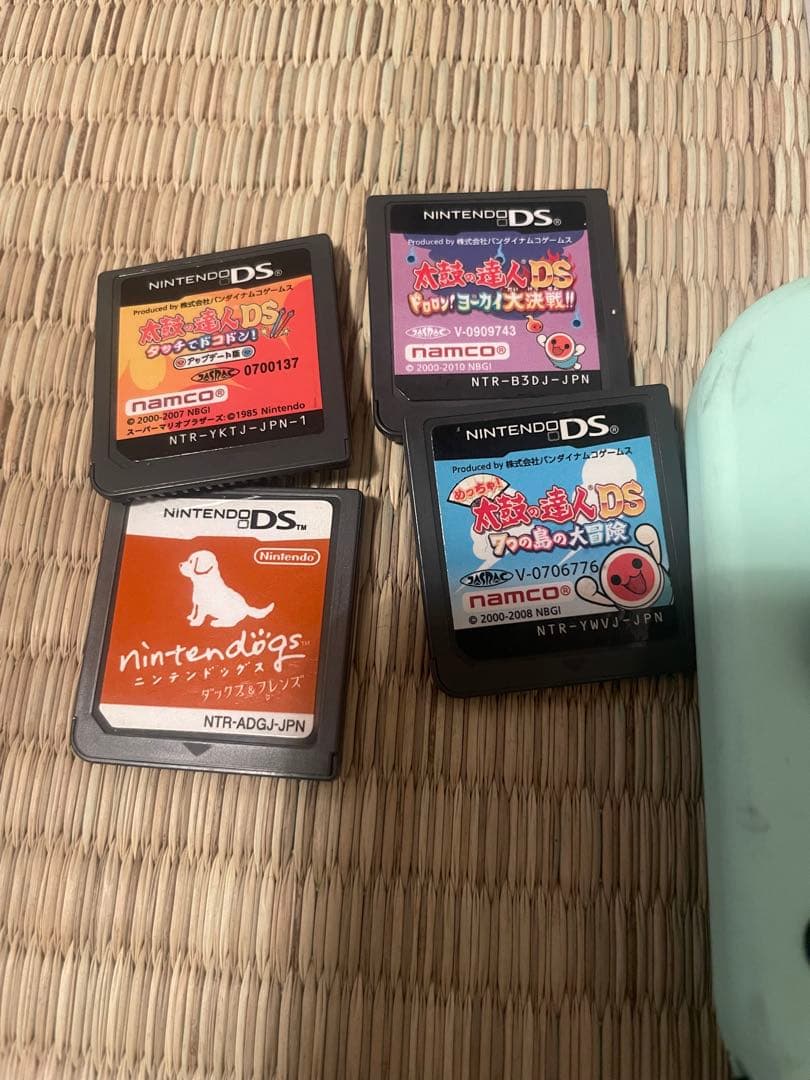 NINTENDO DS®
Produced by 株式会社バンダイナムコゲームス
太鼓の達人DS
タッチでドコドン!
アップデート版
JASRAC 0700137
namco®
© 2000-2007 NBGI
スーパーマリオブラザーズ:©1985 Nintendo
NTR-YKTJ-JPN-1
NINTENDO DS®
Produced by 株式会社バンダイナムコゲームス
太鼓の達人®DS
ドロロン!ヨーカイ大決戦!!
JASRAC V-0909743
namco®
© 2000-2010 NBGI
NTR-B3DJ-JPN
NINTENDO DS™
Nintendo®
nintendogs™
ニンテンドッグス
ダックス&フレンズ
NTR-ADGJ-JPN
NINTENDO DS®
Produced by 株式会社バンダイナムコゲームス
めっちゃ!
太鼓の達人®DS
7つの島の大冒険
JASRAC V-0706776
namco®
© 2000-2008 NBGI
NTR-YWVJ-JPN